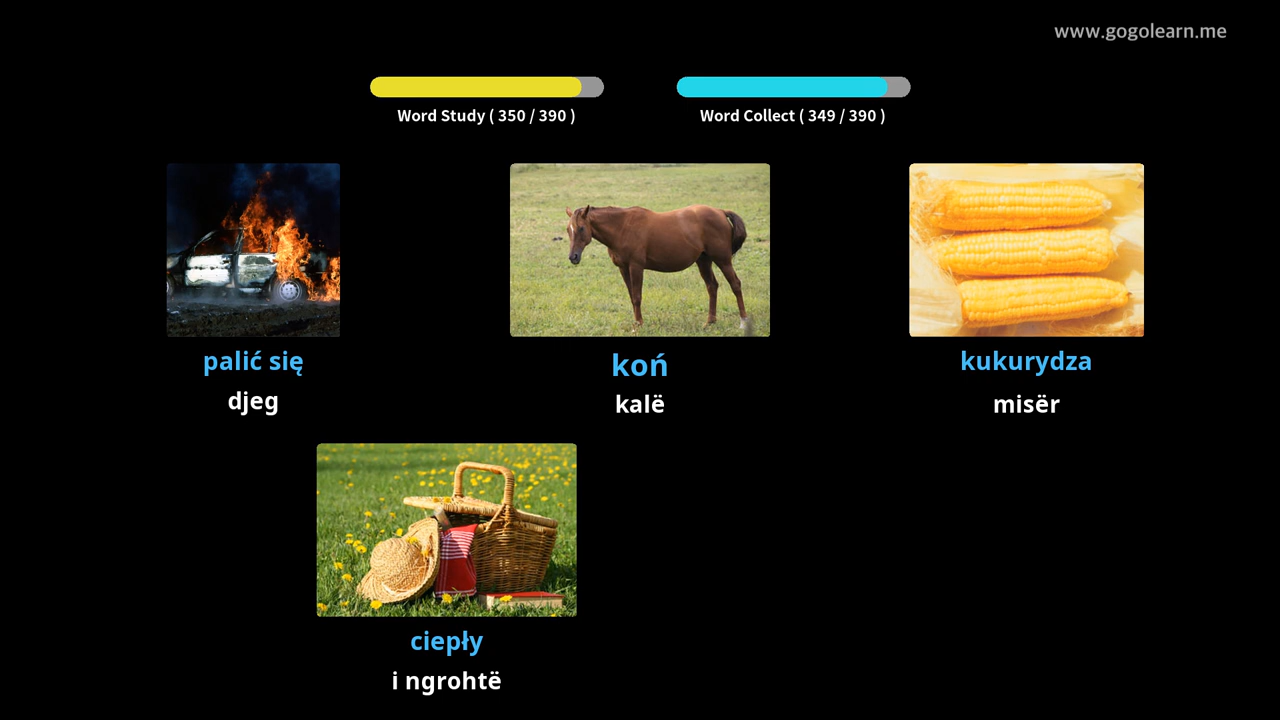 www.gogolearn.me
Word Study ( 350 / 390 )
Word Collect ( 349 / 390 )
palić się
djeg
koń
kalë
kukurydza
misër
ciepły
i ngrohtë